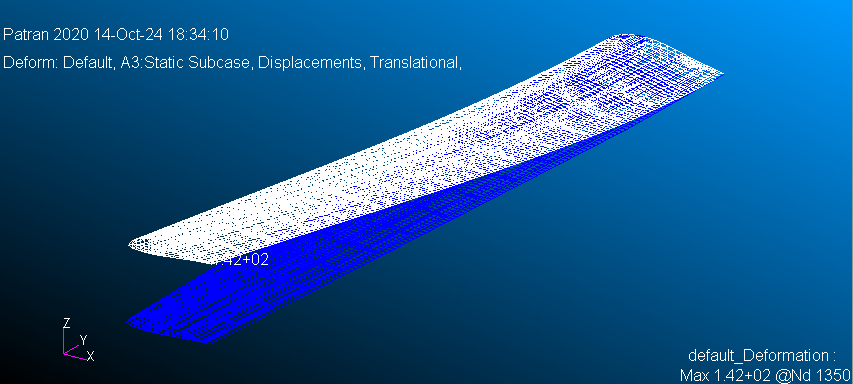 Patran 2020 14-Oct-24 18:34:10
Deform: Default, A3:Static Subcase, Displacements, Translational,
.42+02
Z
Y
X
default_Deformation :
Max 1.42+02 @Nd 1350